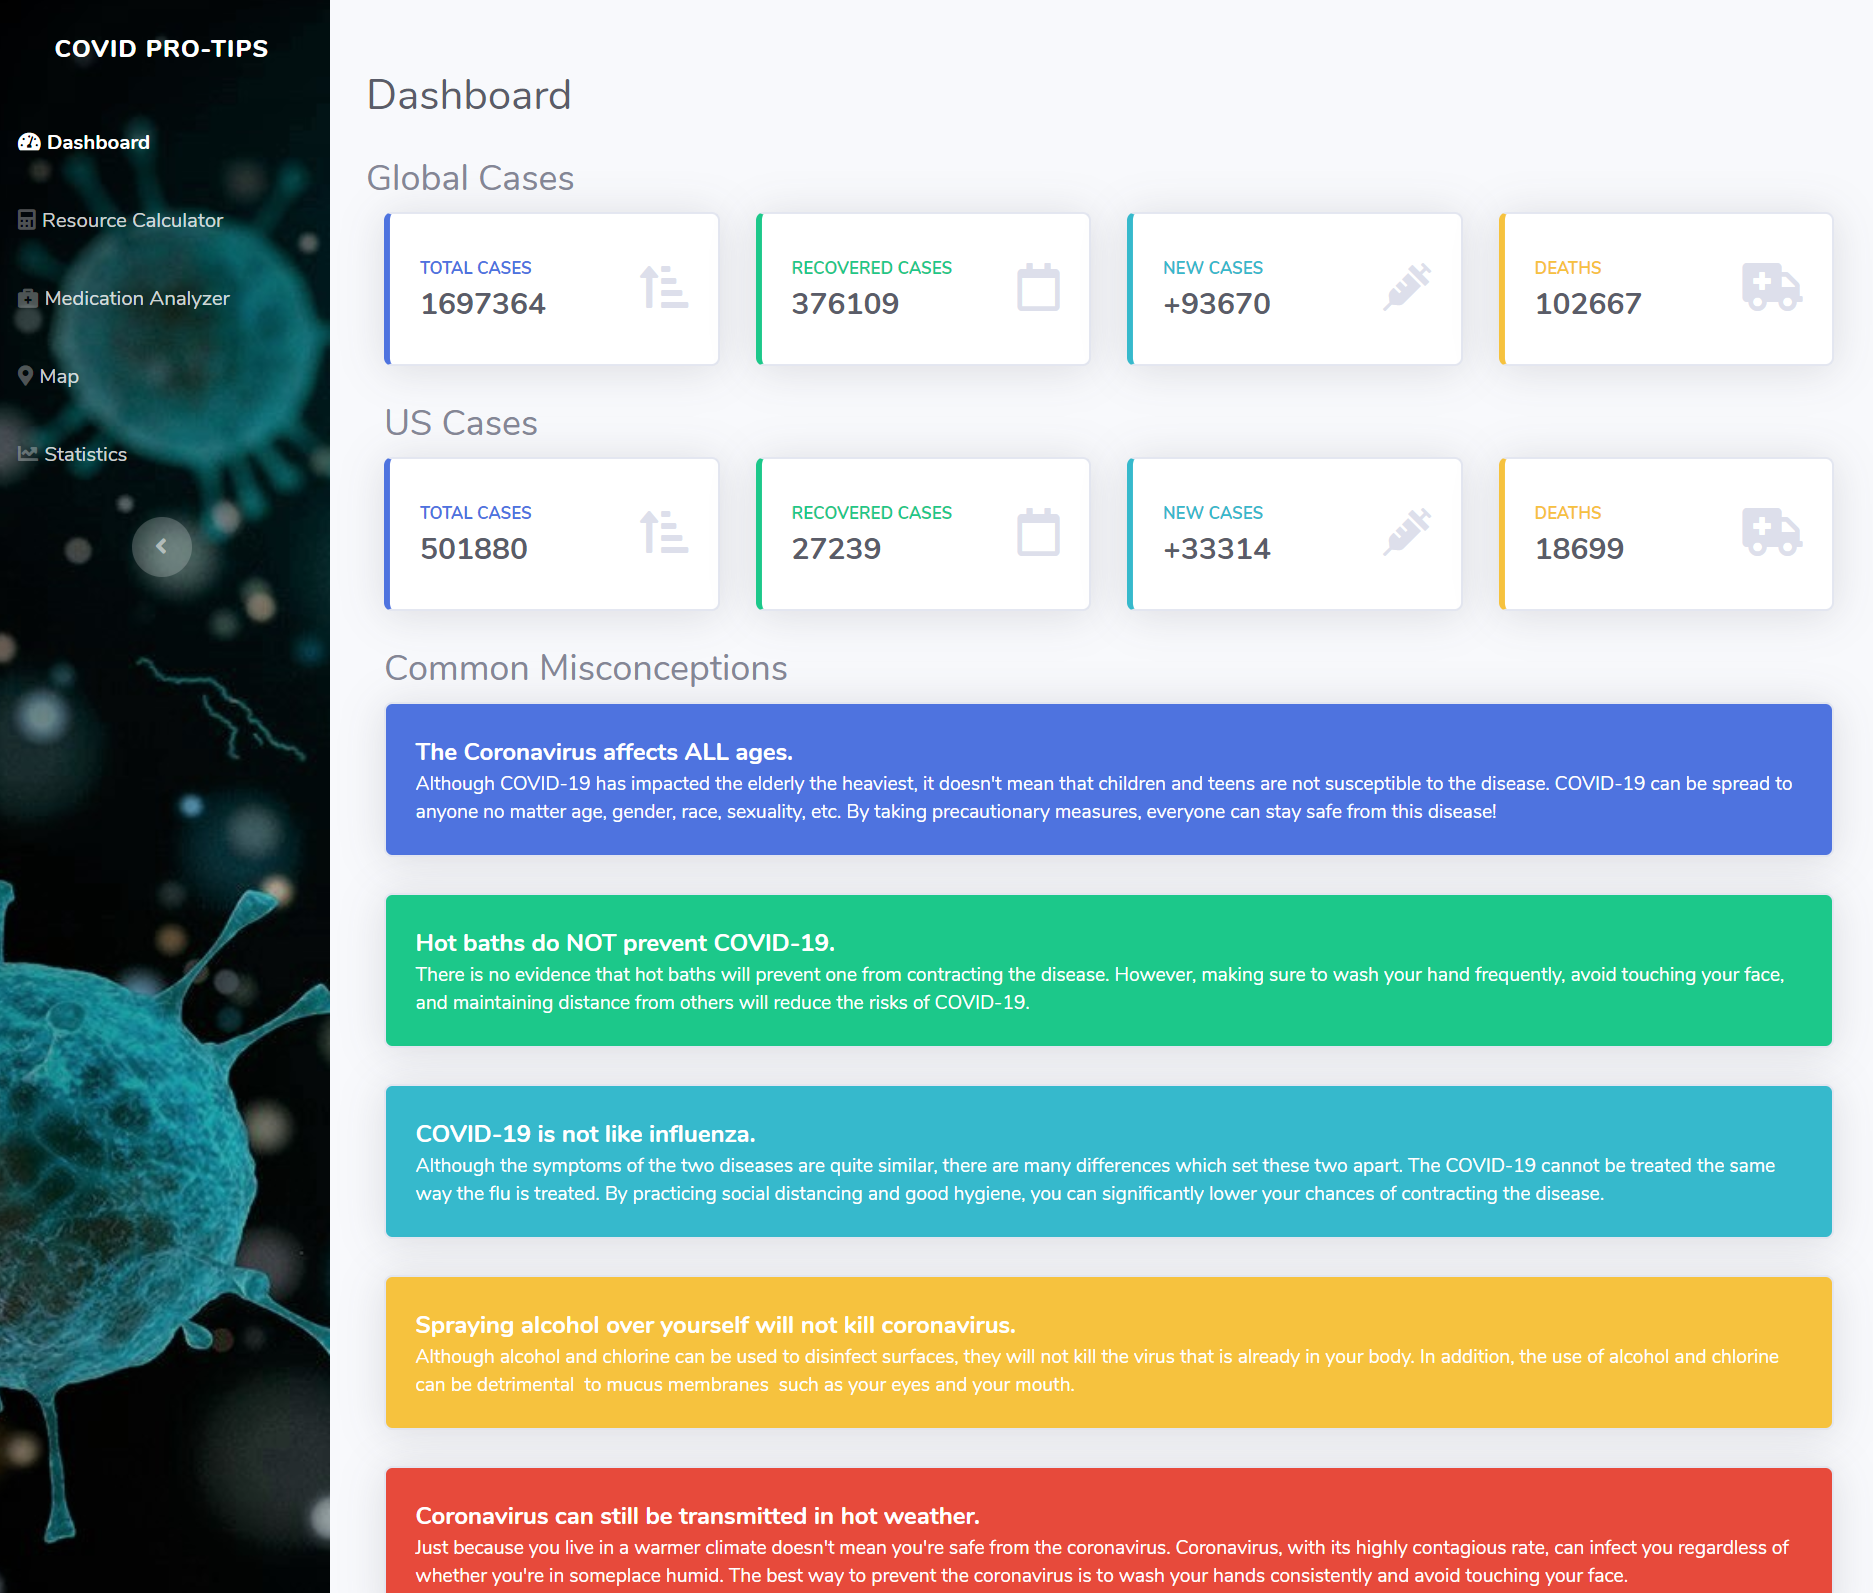 COVID PRO-TIPS
Dashboard
Resource Calculator
Medication Analyzer
Map
Statistics
Dashboard
Global Cases
TOTAL CASES
1697364
RECOVERED CASES
376109
NEW CASES
+93670
DEATHS
102667
US Cases
TOTAL CASES
501880
RECOVERED CASES
27239
NEW CASES
+33314
DEATHS
18699
Common Misconceptions
The Coronavirus affects ALL ages.
Although COVID-19 has impacted the elderly the heaviest, it doesn't mean that children and teens are not susceptible to the disease. COVID-19 can be spread to
anyone no matter age, gender, race, sexuality, etc. By taking precautionary measures, everyone can stay safe from this disease!
Hot baths do NOT prevent COVID-19.
There is no evidence that hot baths will prevent one from contracting the disease. However, making sure to wash your hand frequently, avoid touching your face,
and maintaining distance from others will reduce the risks of COVID-19.
COVID-19 is not like influenza.
Although the symptoms of the two diseases are quite similar, there are many differences which set these two apart. The COVID-19 cannot be treated the same
way the flu is treated. By practicing social distancing and good hygiene, you can significantly lower your chances of contracting the disease.
Spraying alcohol over yourself will not kill coronavirus.
Although alcohol and chlorine can be used to disinfect surfaces, they will not kill the virus that is already in your body. In addition, the use of alcohol and chlorine
can be detrimental  to mucus membranes  such as your eyes and your mouth.
Coronavirus can still be transmitted in hot weather.
Just because you live in a warmer climate doesn't mean you're safe from the coronavirus. Coronavirus, with its highly contagious rate, can infect you regardless of
whether you're in someplace humid. The best way to prevent the coronavirus is to wash your hands consistently and avoid touching your face.